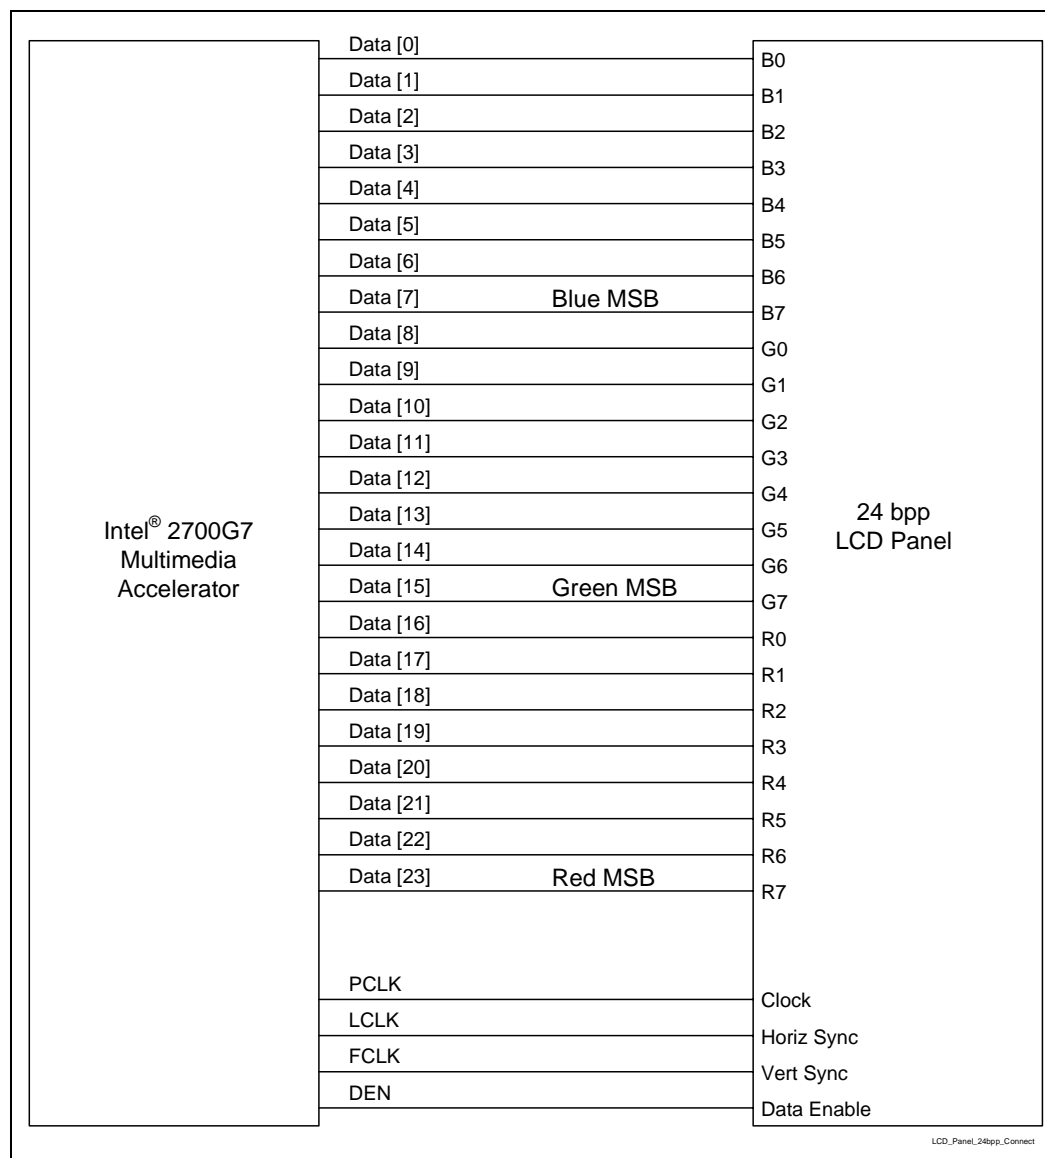 Data [0]
B0
Data [1]
B1
Data [2]
B2
Data [3]
B3
Data [4]
B4
Data [5]
B5
Data [6]
B6
Data [7]
Blue MSB
B7
Data [8]
G0
Data [9]
G1
Data [10]
G2
Data [11]
G3
Data [12]
G4
Data [13]
G5
Data [14]
G6
Data [15]
Green MSB
G7
Data [16]
R0
Data [17]
R1
Data [18]
R2
Data [19]
R3
Data [20]
R4
Data [21]
R5
Data [22]
R6
Data [23]
Red MSB
R7
Intel® 2700G7
Multimedia
Accelerator
24 bpp
LCD Panel
PCLK
Clock
LCLK
Horiz Sync
FCLK
Vert Sync
DEN
Data Enable
LCD_Panel_24bpp_Connect